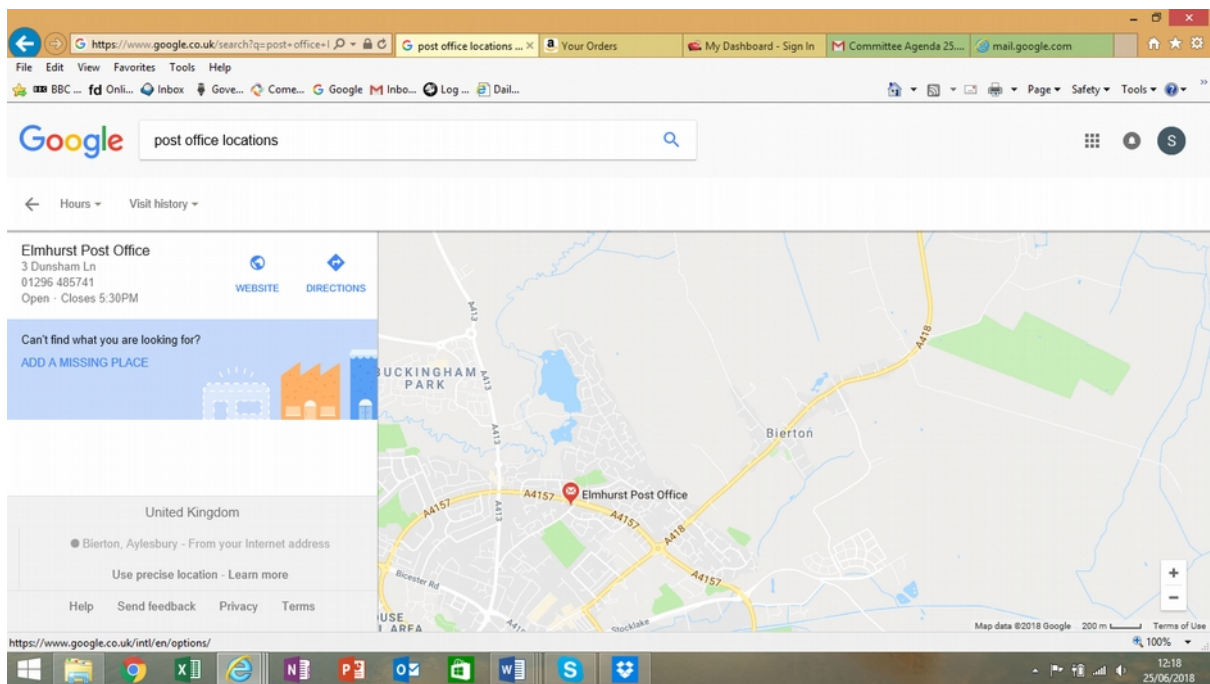 https://www.google.co.uk/search?q=post+office+l
post office locations ...
Your Orders
My Dashboard - Sign In
Committee Agenda 25....
mail.google.com
File Edit View Favorites Tools Help
BBC ... fd Onli... Inbox Gove... Come... G Google Inbo... Log ... Dail...
Page Safety Tools
Google
post office locations
S
Hours
Visit history
Elmhurst Post Office
3 Dunsham Ln
01296 485741
Open · Closes 5:30PM
WEBSITE
DIRECTIONS
Can't find what you are looking for?
ADD A MISSING PLACE
United Kingdom
Bierton, Aylesbury - From your Internet address
Use precise location - Learn more
Help Send feedback Privacy Terms
A413
A418
BUCKINGHAM
PARK
A413
Bierton
A413
A4157
Elmhurst Post Office
A4157
A413
A4157
A418
A4157
Bicester Rd
Stocklake
AREA
Map data ©2018 Google 200 m Terms of Use
https://www.google.co.uk/intl/en/options/
100%
12:18
25/06/2018